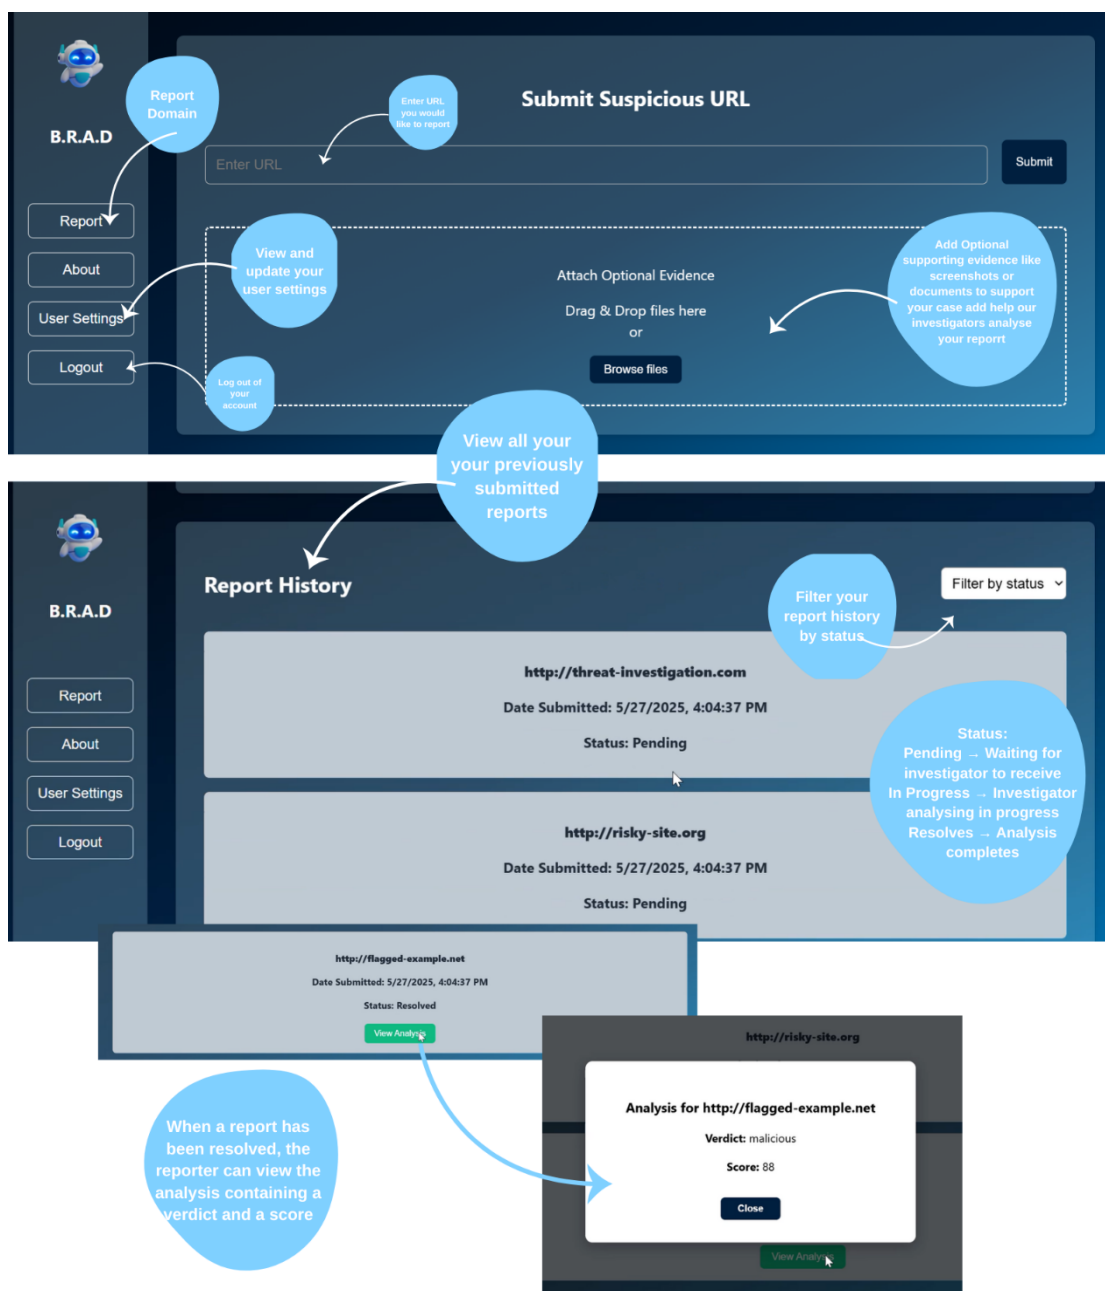 B.R.A.D
Report
Domain
Enter URL
you would
like to report
Submit Suspicious URL
Enter URL
Submit
Report
About
User Settings
Logout
View and
update your
user settings
Log out of
your
account
Attach Optional Evidence
Drag & Drop files here
or
Browse files
Add Optional
supporting evidence like
screenshots or
documents to support
your case add help our
investigators analyse
your reporrt
View all your
your previously
submitted
reports
B.R.A.D
Report
About
User Settings
Logout
Report History
Filter your
report history
by status
Filter by status
http://threat-investigation.com
Date Submitted: 5/27/2025, 4:04:37 PM
Status: Pending
Status:
Pending → Waiting for
investigator to receive
In Progress → Investigator
analysing in progress
Resolves → Analysis
completes
http://risky-site.org
Date Submitted: 5/27/2025, 4:04:37 PM
Status: Pending
http://flagged-example.net
Date Submitted: 5/27/2025, 4:04:37 PM
Status: Resolved
View Analysis
When a report has
been resolved, the
reporter can view the
analysis containing a
verdict and a score
http://risky-site.org
Analysis for http://flagged-example.net
Verdict: malicious
Score: 88
Close
View Analysis